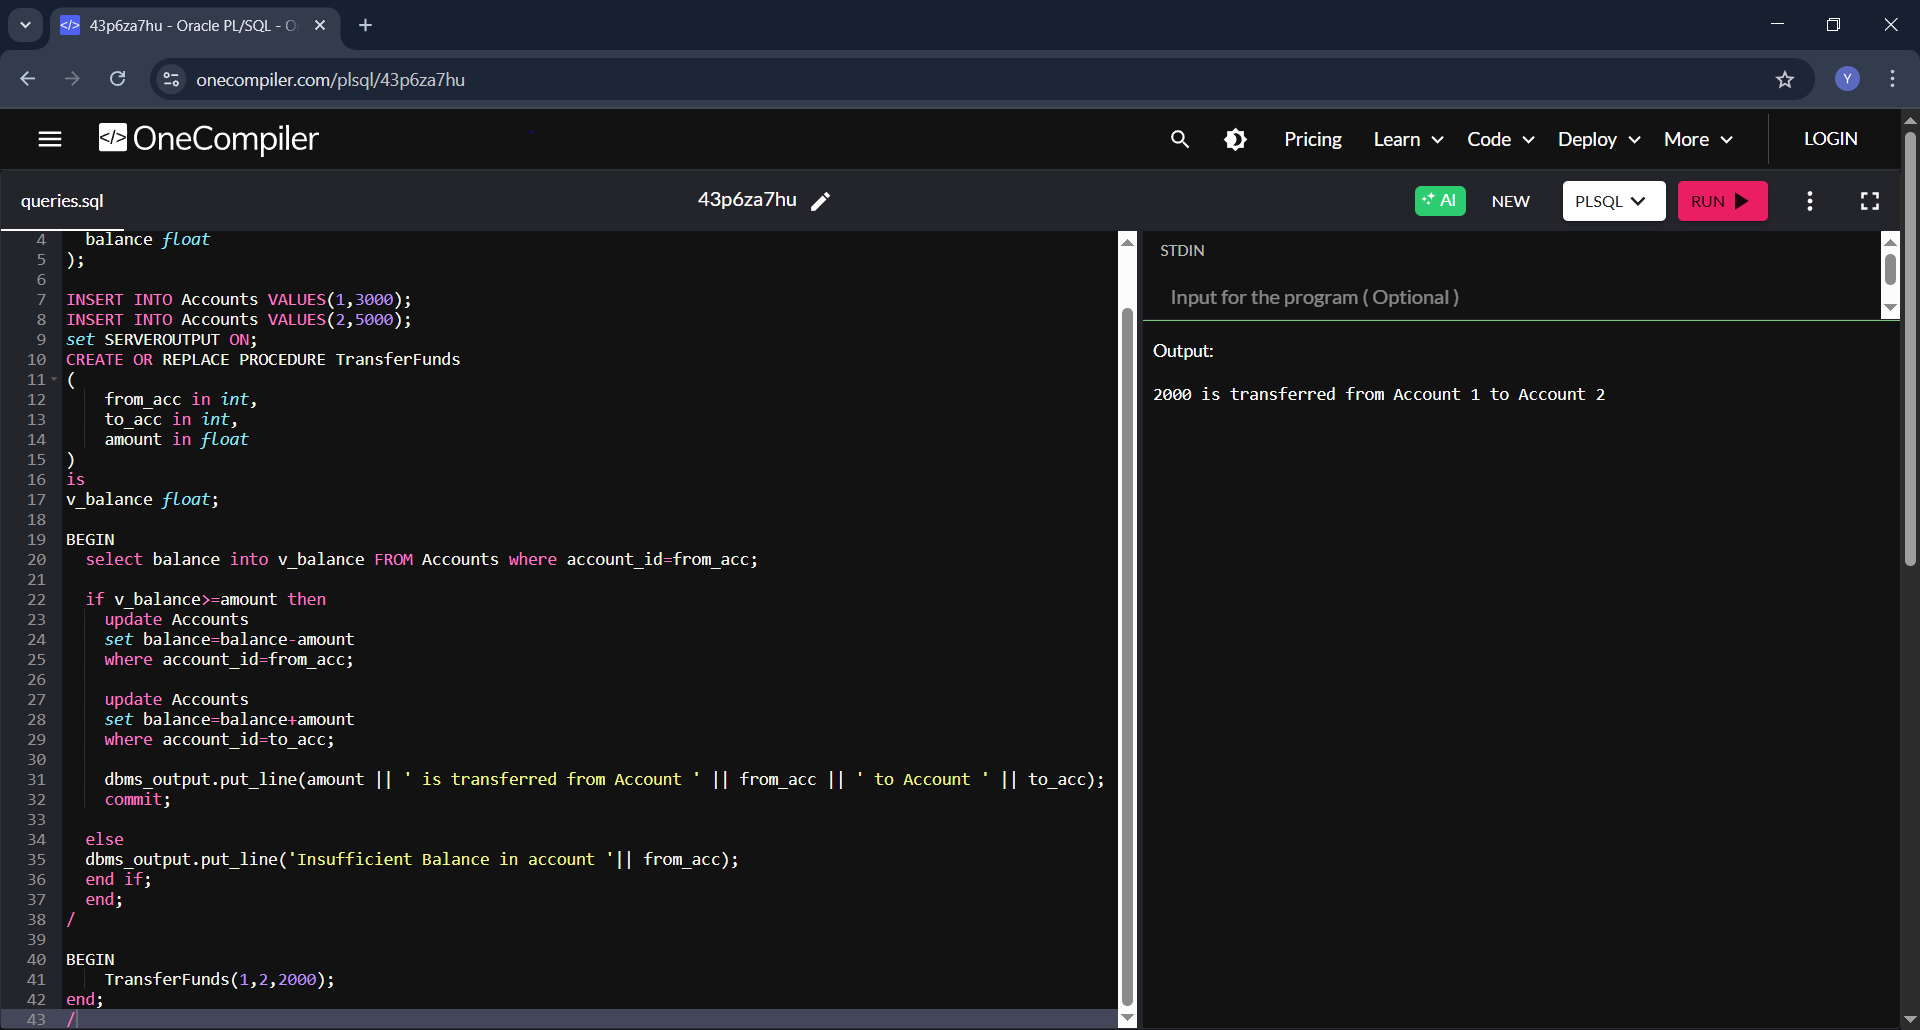 43p6za7hu - Oracle PL/SQL - O
onecompiler.com/plsql/43p6za7hu
Y
</> OneCompiler
Pricing
Learn
Code
Deploy
More
LOGIN
queries.sql
43p6za7hu
AI
NEW
PLSQL
RUN
4   balance float
5 );
6
7 INSERT INTO Accounts VALUES(1,3000);
8 INSERT INTO Accounts VALUES(2,5000);
9 set SERVEROUTPUT ON;
10 CREATE OR REPLACE PROCEDURE TransferFunds
11 (
12     from_acc in int,
13     to_acc in int,
14     amount in float
15 )
16 is
17 v_balance float;
18
19 BEGIN
20   select balance into v_balance FROM Accounts where account_id=from_acc;
21
22   if v_balance>=amount then
23     update Accounts
24     set balance=balance-amount
25     where account_id=from_acc;
26
27     update Accounts
28     set balance=balance+amount
29     where account_id=to_acc;
30
31     dbms_output.put_line(amount || ' is transferred from Account ' || from_acc || ' to Account ' || to_acc);
32     commit;
33
34   else
35   dbms_output.put_line('Insufficient Balance in account '|| from_acc);
36   end if;
37   end;
38 /
39
40 BEGIN
41     TransferFunds(1,2,2000);
42 end;
43 /
STDIN
Input for the program ( Optional )
Output:
2000 is transferred from Account 1 to Account 2